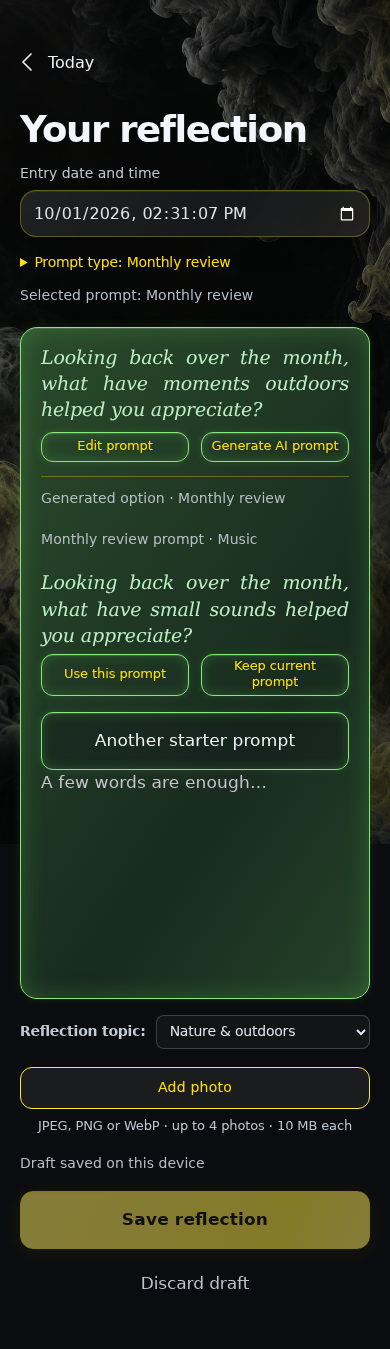 Today
Your reflection
Entry date and time
10/01/2026, 02:31:07 PM
Prompt type: Monthly review
Selected prompt: Monthly review
Looking back over the month,
what have moments outdoors
helped you appreciate?
Edit prompt
Generate AI prompt
Generated option · Monthly review
Monthly review prompt · Music
Looking back over the month,
what have small sounds helped
you appreciate?
Use this prompt
Keep current
prompt
Another starter prompt
A few words are enough...
Reflection topic:
Nature & outdoors
Add photo
JPEG, PNG or WebP · up to 4 photos · 10 MB each
Draft saved on this device
Save reflection
Discard draft